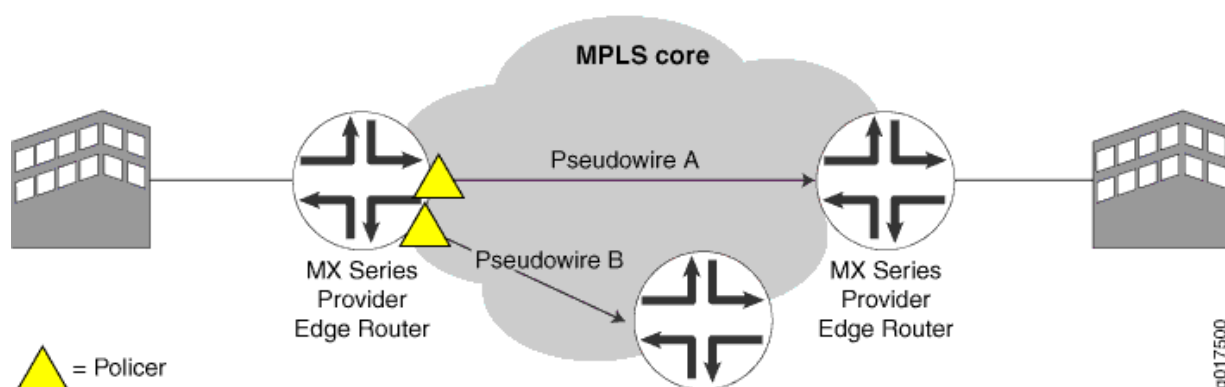 MPLS core
Pseudowire A
Pseudowire B
MX Series
Provider
Edge Router
MX Series
Provider
Edge Router
= Policer
g017500